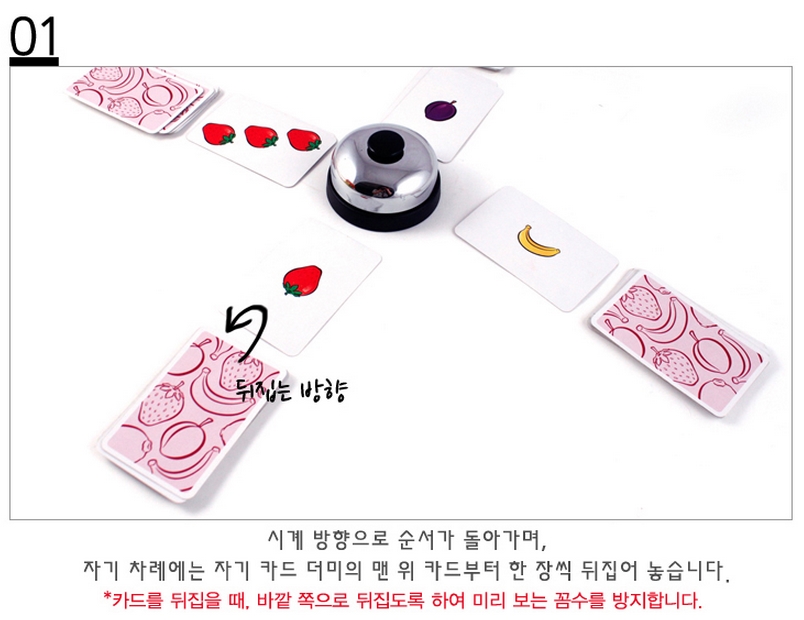 01
뒤집는 방향
시계 방향으로 순서가 돌아가며,
자기 차례에는 자기 카드 더미의 맨 위 카드부터 한 장씩 뒤집어 놓습니다.
*카드를 뒤집을 때, 바깥 쪽으로 뒤집도록 하여 미리 보는 꼼수를 방지합니다.